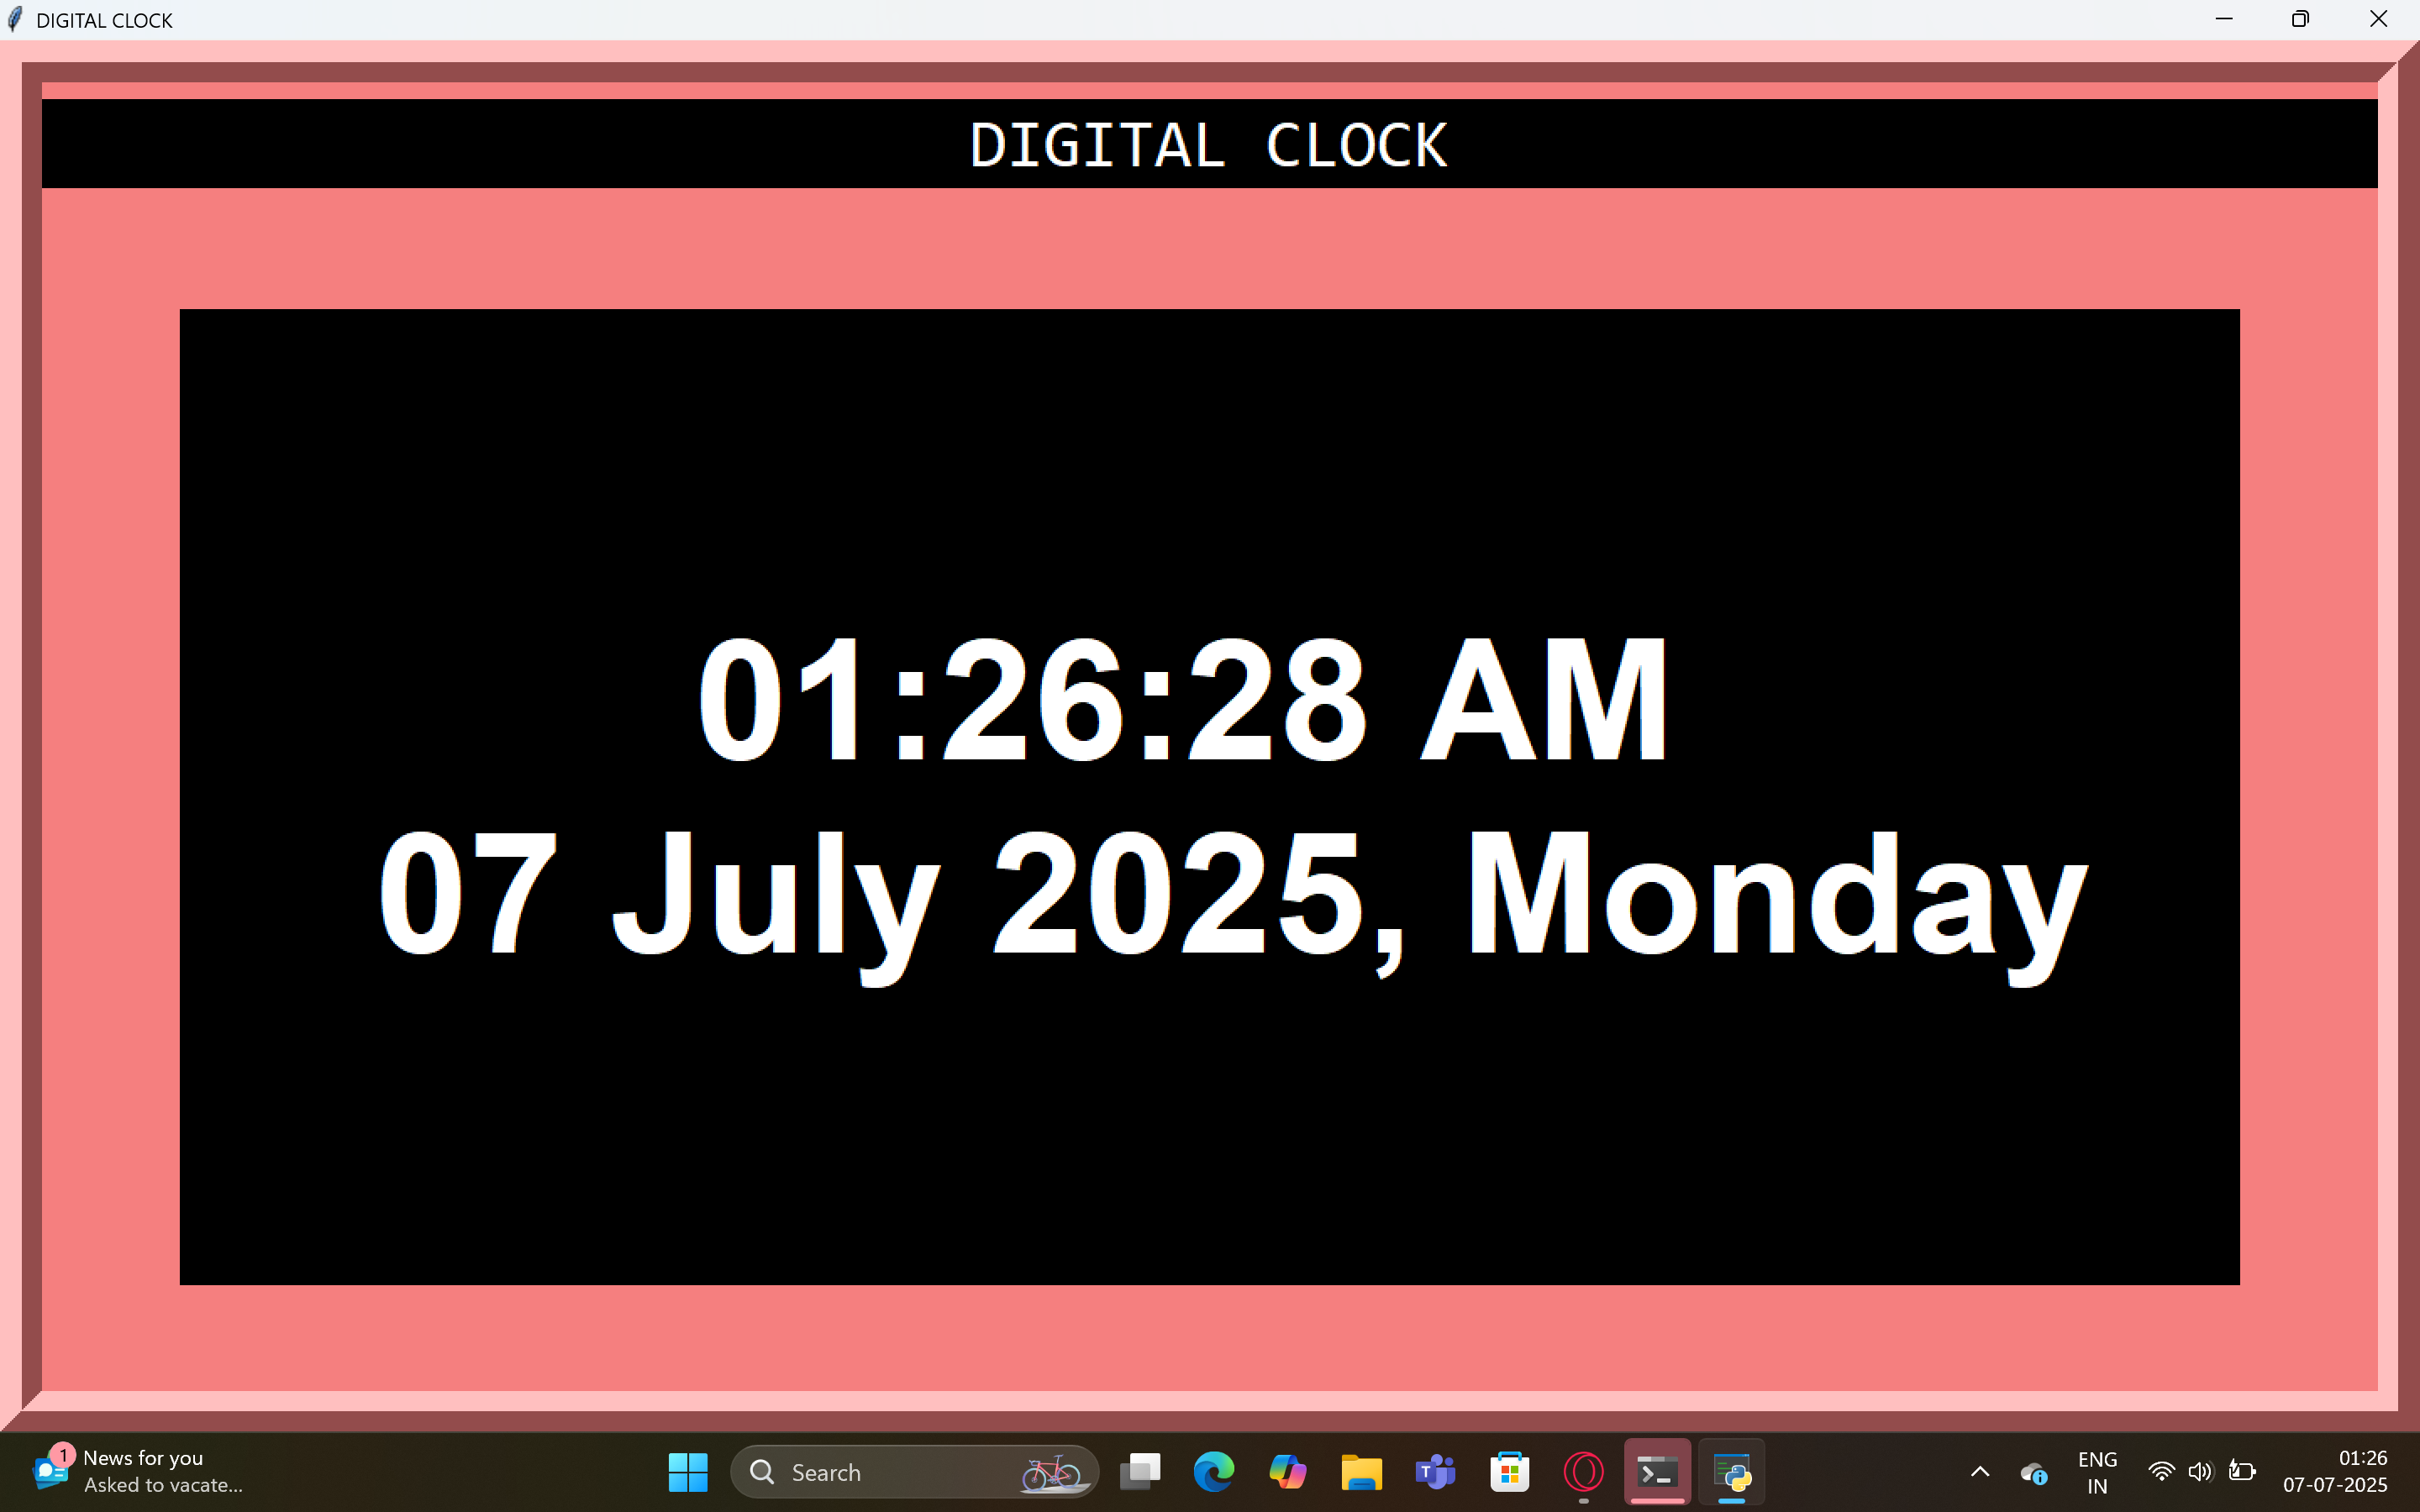 DIGITAL CLOCK
DIGITAL CLOCK
01:26:28 AM
07 July 2025, Monday
1
News for you
Asked to vacate...
Search
T
ENG
IN
01:26
07-07-2025